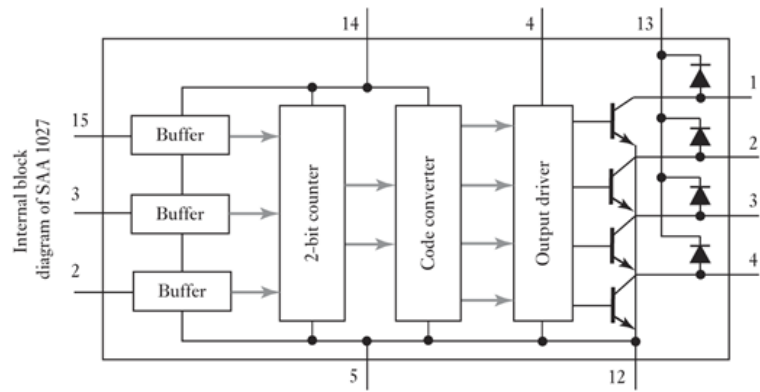 14
4
13
Internal block
diagram of SAA 1027
15
3
2
Buffer
Buffer
Buffer
2-bit counter
Code converter
Output driver
1
2
3
4
5
12